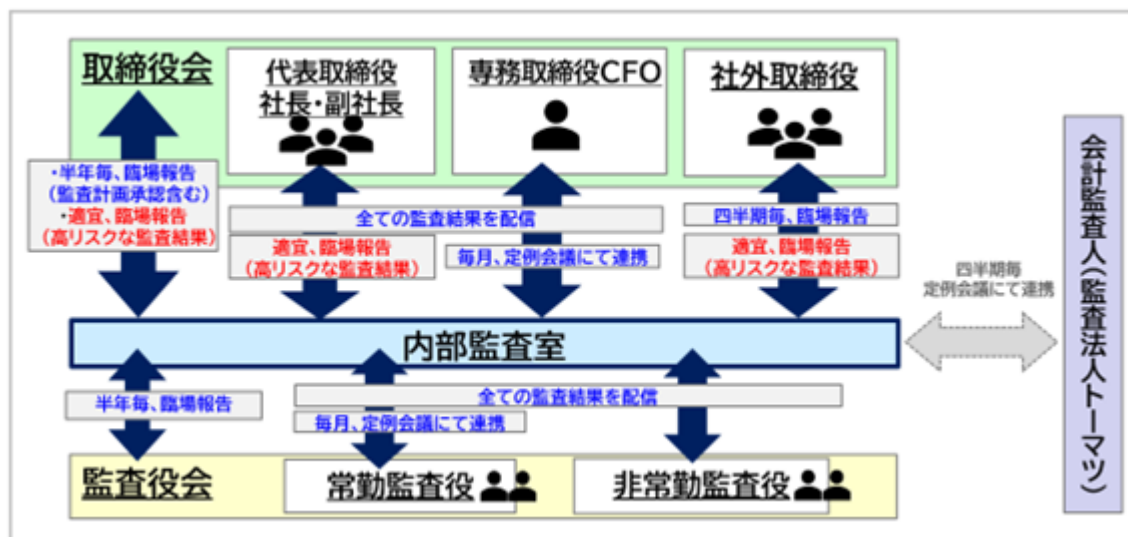 取締役会
代表取締役
社長・副社長
専務取締役CFO
社外取締役
・半年毎、臨場報告
（監査計画承認含む）
・適宜、臨場報告
（高リスクな監査結果）
全ての監査結果を配信
適宜、臨場報告
（高リスクな監査結果）
毎月、定例会議にて連携
四半期毎、臨場報告
適宜、臨場報告
（高リスクな監査結果）
内部監査室
四半期毎
定例会議にて連携
会計監査人（監査法人トーマツ）
半年毎、臨場報告
全ての監査結果を配信
毎月、定例会議にて連携
監査役会
常勤監査役
非常勤監査役